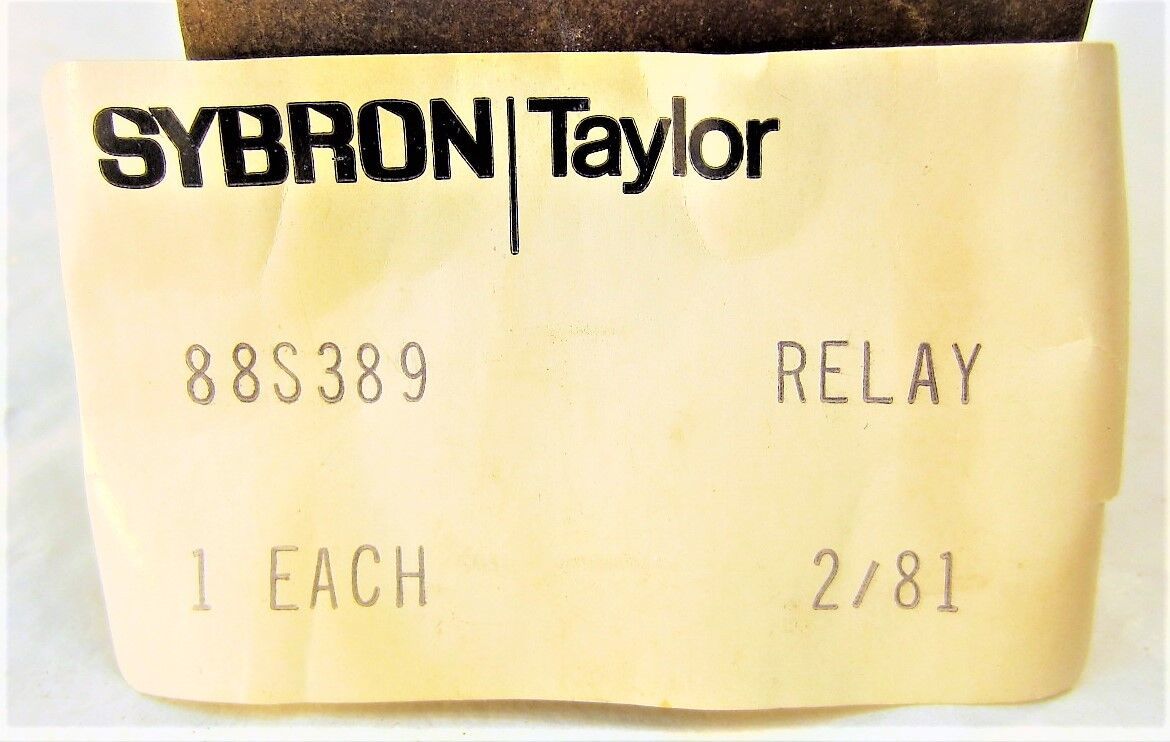 SYBRON | Taylor
88S389 RELAY
1 EACH 2/81